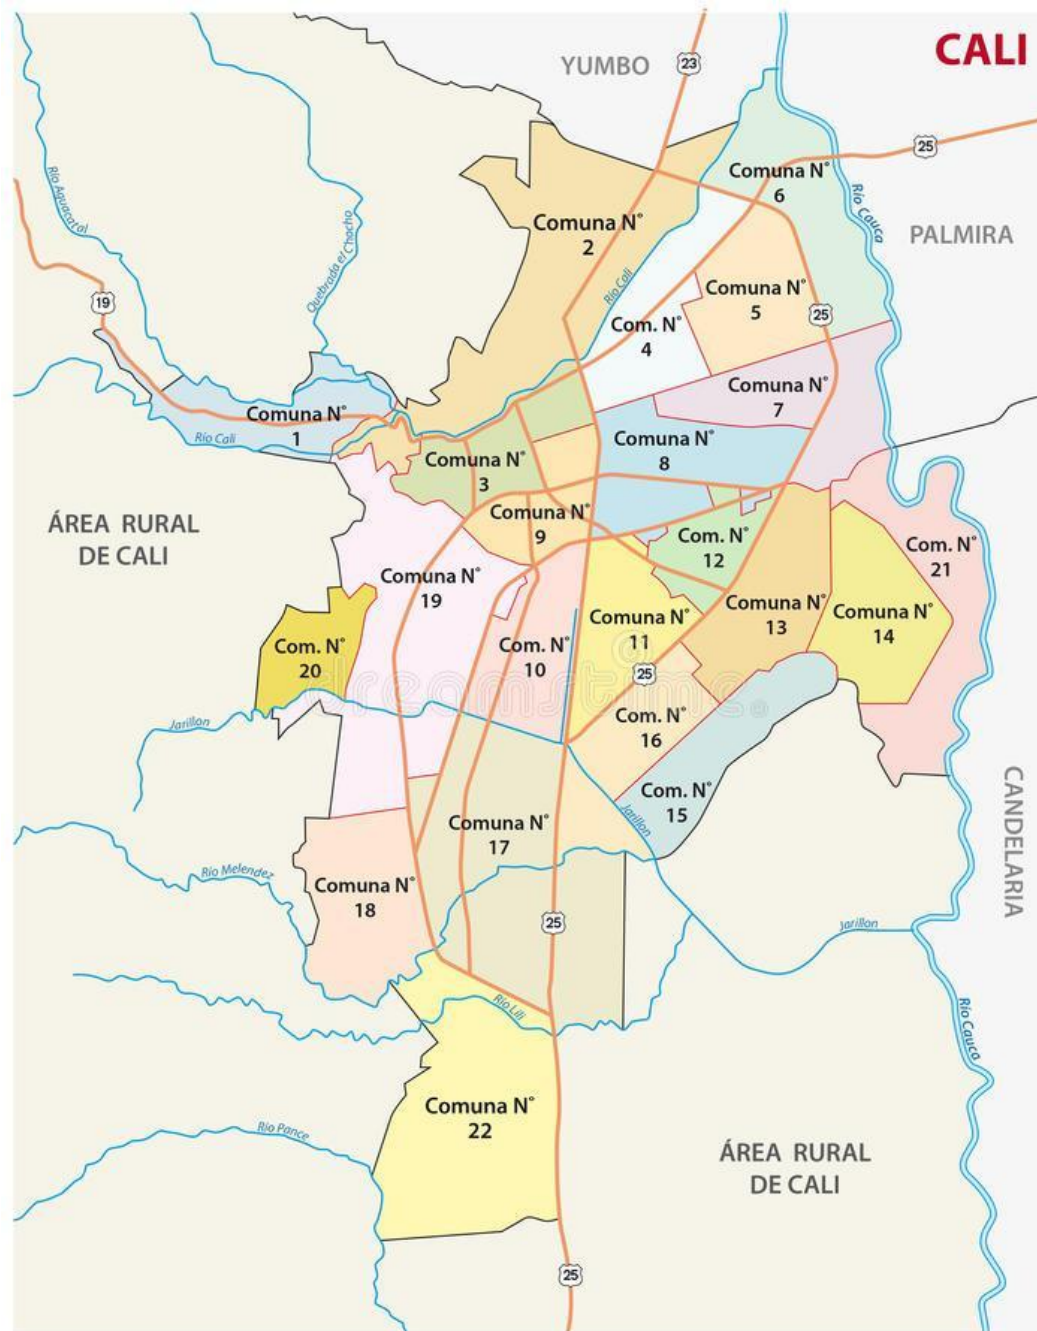 CALI
YUMBO
23
25
PALMIRA
Río Cauca
Río Aguacatal
Quebrada el Chocho
19
Comuna N°
6
Comuna N°
2
Río Cali
Comuna N°
5
25
Com. N°
4
Comuna N°
7
Comuna N°
1
Río Cali
Comuna N°
8
Comuna N°
3
Comuna N°
9
ÁREA RURAL
DE CALI
Com. N°
12
Com. N°
21
Comuna N°
19
Comuna N°
13
Comuna N°
14
Comuna N°
11
Com. N°
10
Com. N°
20
25
dreamstime
Com. N°
16
Jarillon
Com. N°
15
Jarillon
CANDELARIA
Comuna N°
17
Río Melendez
Comuna N°
18
25
Jarillon
Río Lili
Río Cauca
Comuna N°
22
Río Pance
ÁREA RURAL
DE CALI
25